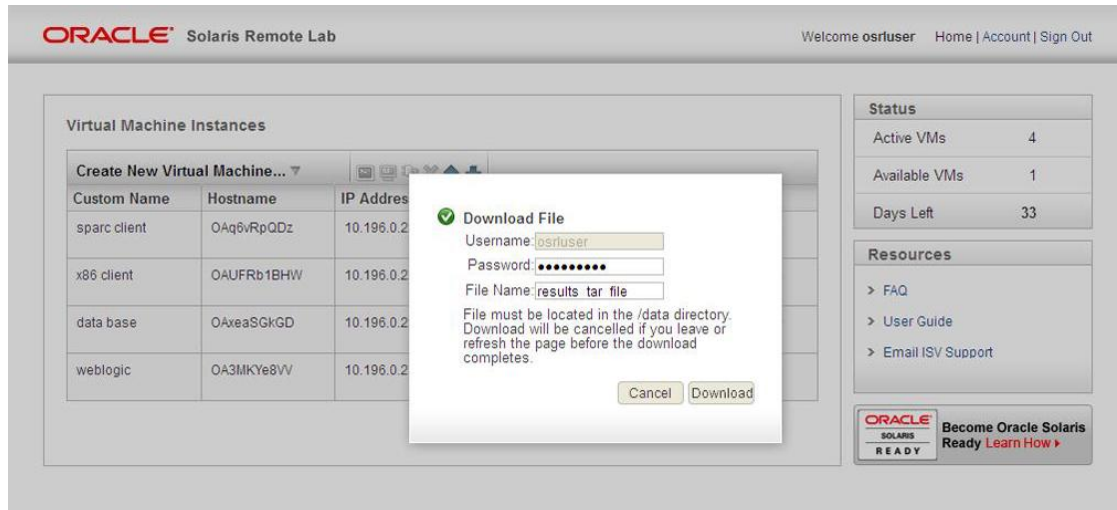 ORACLE Solaris Remote Lab
Welcome osrluser Home | Account | Sign Out
Virtual Machine Instances
Create New Virtual Machine...
Custom Name Hostname IP Addres
sparc client OAq6vRpQDz 10.196.0.2
x86 client OAUFRb1BHW 10.196.0.2
data base OAxeaSGkGD 10.196.0.2
weblogic OA3MKYe8VV 10.196.0.2
Download File
Username: osrluser
Password: •••••••••
File Name: results_tar_file
File must be located in the /data directory.
Download will be cancelled if you leave or
refresh the page before the download
completes.
Cancel Download
Status
Active VMs 4
Available VMs 1
Days Left 33
Resources
> FAQ
> User Guide
> Email ISV Support
ORACLE
SOLARIS
READY
Become Oracle Solaris
Ready Learn How